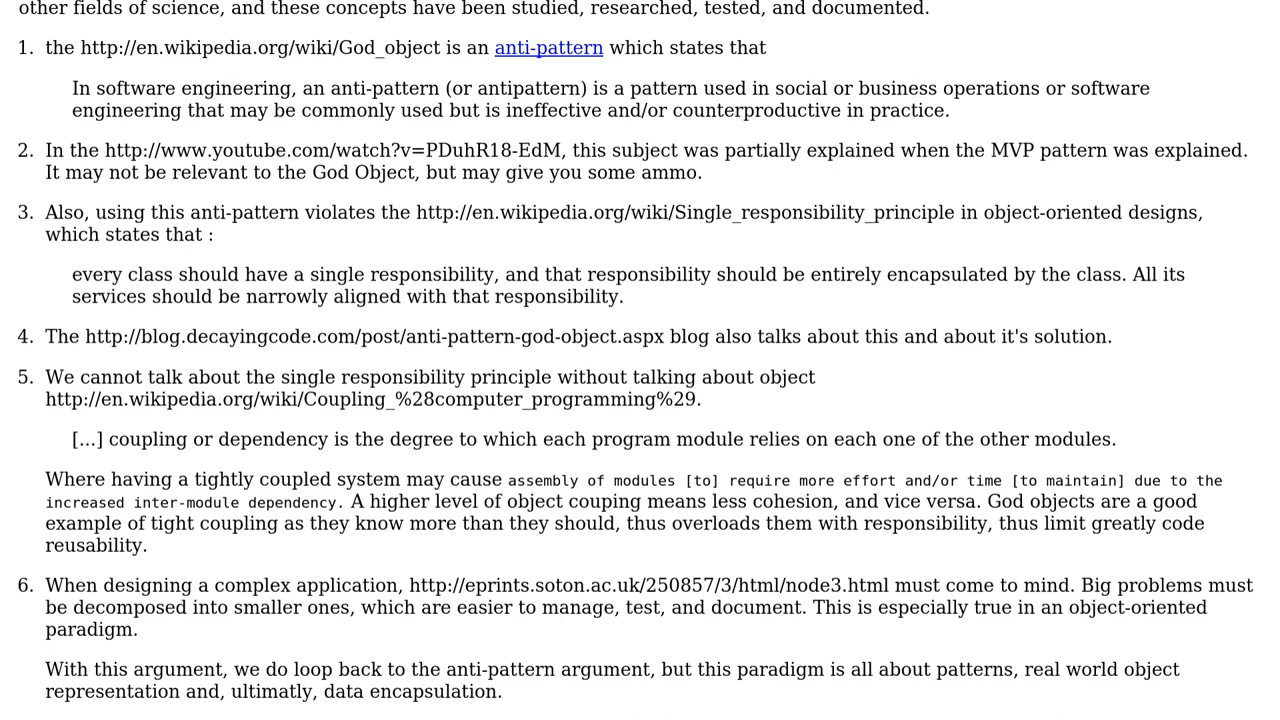 other fields of science, and these concepts have been studied, researched, tested, and documented.
1. the http://en.wikipedia.org/wiki/God_object is an anti-pattern which states that
In software engineering, an anti-pattern (or antipattern) is a pattern used in social or business operations or software
engineering that may be commonly used but is ineffective and/or counterproductive in practice.
2. In the http://www.youtube.com/watch?v=PDuhR18-EdM, this subject was partially explained when the MVP pattern was explained.
It may not be relevant to the God Object, but may give you some ammo.
3. Also, using this anti-pattern violates the http://en.wikipedia.org/wiki/Single_responsibility_principle in object-oriented designs,
which states that :
every class should have a single responsibility, and that responsibility should be entirely encapsulated by the class. All its
services should be narrowly aligned with that responsibility.
4. The http://blog.decayingcode.com/post/anti-pattern-god-object.aspx blog also talks about this and about it's solution.
5. We cannot talk about the single responsibility principle without talking about object
http://en.wikipedia.org/wiki/Coupling_%28computer_programming%29.
[...] coupling or dependency is the degree to which each program module relies on each one of the other modules.
Where having a tightly coupled system may cause assembly of modules [to] require more effort and/or time [to maintain] due to the
increased inter-module dependency. A higher level of object couping means less cohesion, and vice versa. God objects are a good
example of tight coupling as they know more than they should, thus overloads them with responsibility, thus limit greatly code
reusability.
6. When designing a complex application, http://eprints.soton.ac.uk/250857/3/html/node3.html must come to mind. Big problems must
be decomposed into smaller ones, which are easier to manage, test, and document. This is especially true in an object-oriented
paradigm.
With this argument, we do loop back to the anti-pattern argument, but this paradigm is all about patterns, real world object
representation and, ultimatly, data encapsulation.